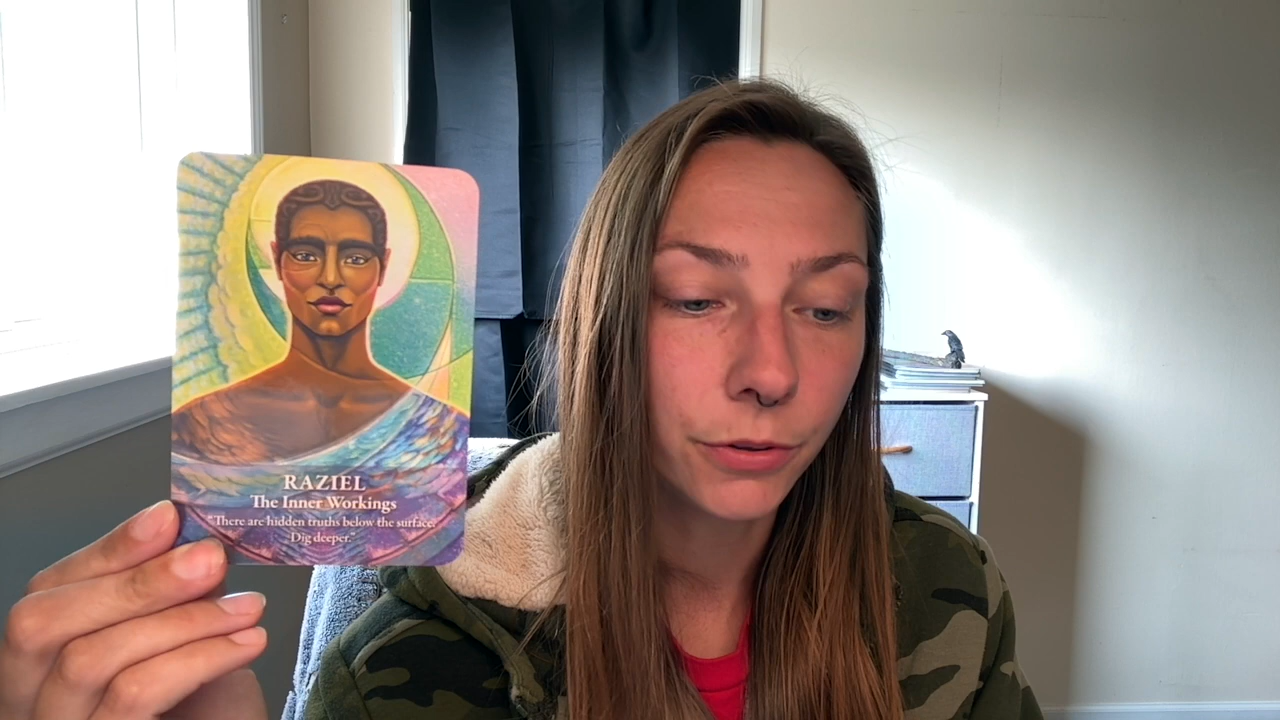 RAZIEL
The Inner Workings
"There are hidden truths below the surface.
Dig deeper."